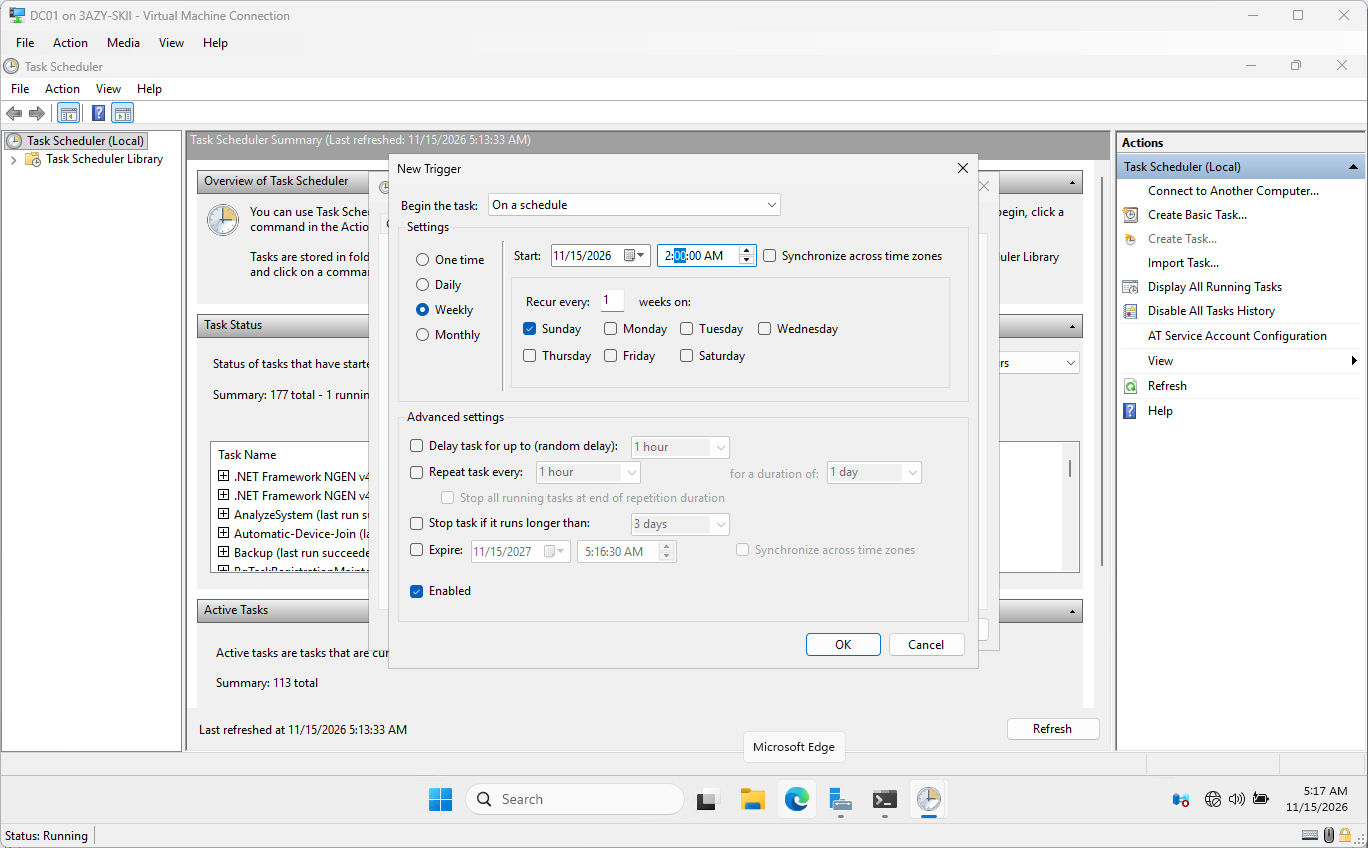 DC01 on 3AZY-SKII - Virtual Machine Connection
File Action Media View Help
Task Scheduler
File Action View Help
Task Scheduler (Local)
Task Scheduler Library
Task Scheduler Summary (Last refreshed: 11/15/2026 5:13:33 AM)
Overview of Task Scheduler
You can use Task Sche
command in the Actio
Tasks are stored in fold
and click on a comma
begin, click a
uler Library
Task Status
Status of tasks that have starte
Summary: 177 total - 1 runnin
rs
Task Name
.NET Framework NGEN v4
.NET Framework NGEN v4
AnalyzeSystem (last run su
Automatic-Device-Join (la
Backup (last run succeede
BgTaskRegistrationMainte
Active Tasks
Active tasks are tasks that are cur
Summary: 113 total
Last refreshed at 11/15/2026 5:13:33 AM
Refresh
New Trigger
Begin the task: On a schedule
Settings
One time
Daily
Weekly
Monthly
Start: 11/15/2026 2:00:00 AM Synchronize across time zones
Recur every: 1 weeks on:
Sunday Monday Tuesday Wednesday
Thursday Friday Saturday
Advanced settings
Delay task for up to (random delay): 1 hour
Repeat task every: 1 hour for a duration of: 1 day
Stop all running tasks at end of repetition duration
Stop task if it runs longer than: 3 days
Expire: 11/15/2027 5:16:30 AM Synchronize across time zones
Enabled
OK Cancel
Actions
Task Scheduler (Local)
Connect to Another Computer...
Create Basic Task...
Create Task...
Import Task...
Display All Running Tasks
Disable All Tasks History
AT Service Account Configuration
View
Refresh
Help
Microsoft Edge
Search
5:17 AM
11/15/2026
Status: Running